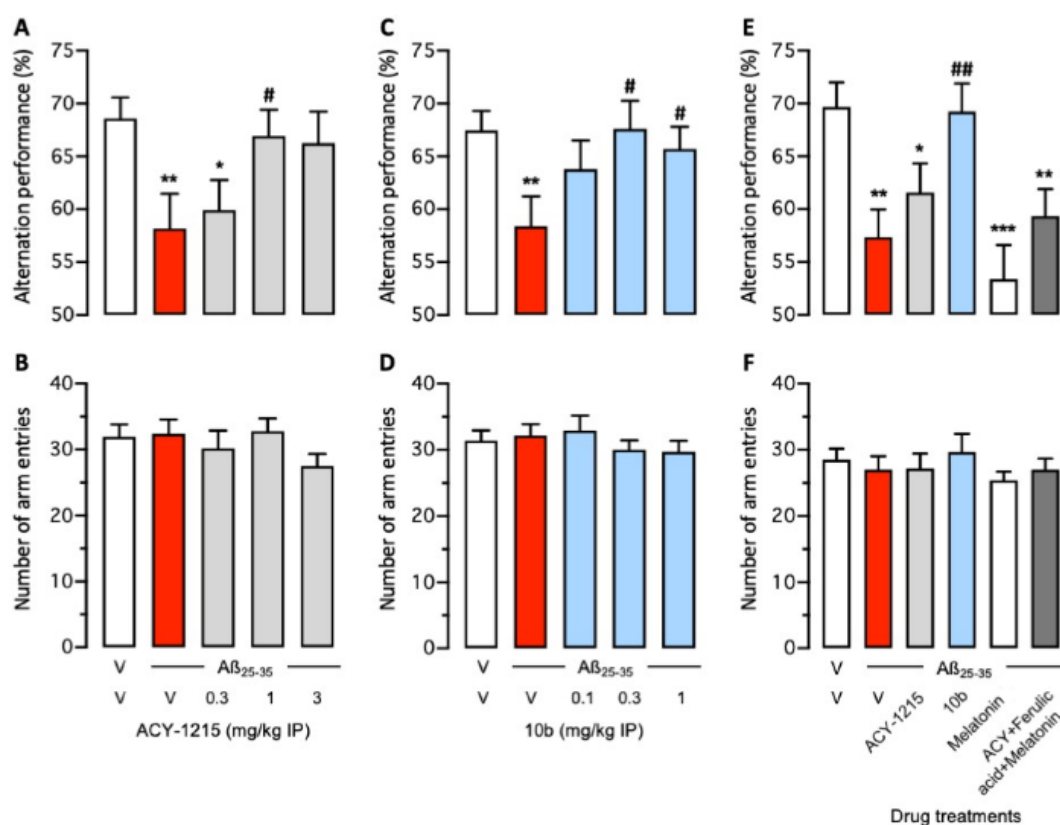 A
C
E
Alternation performance (%)
75
70
65
60
55
50
**
*
#
Alternation performance (%)
75
70
65
60
55
50
**
#
#
Alternation performance (%)
75
70
65
60
55
50
**
*
##
***
**
B
D
F
Number of arm entries
40
30
20
10
0
Number of arm entries
40
30
20
10
0
Number of arm entries
40
30
20
10
0
V Aß25-35
V V 0.3 1 3
ACY-1215 (mg/kg IP)
V Aß25-35
V V 0.1 0.3 1
10b (mg/kg IP)
V Aß25-35
V V ACY-1215 10b Melatonin ACY+Ferulic
acid+Melatonin
Drug treatments